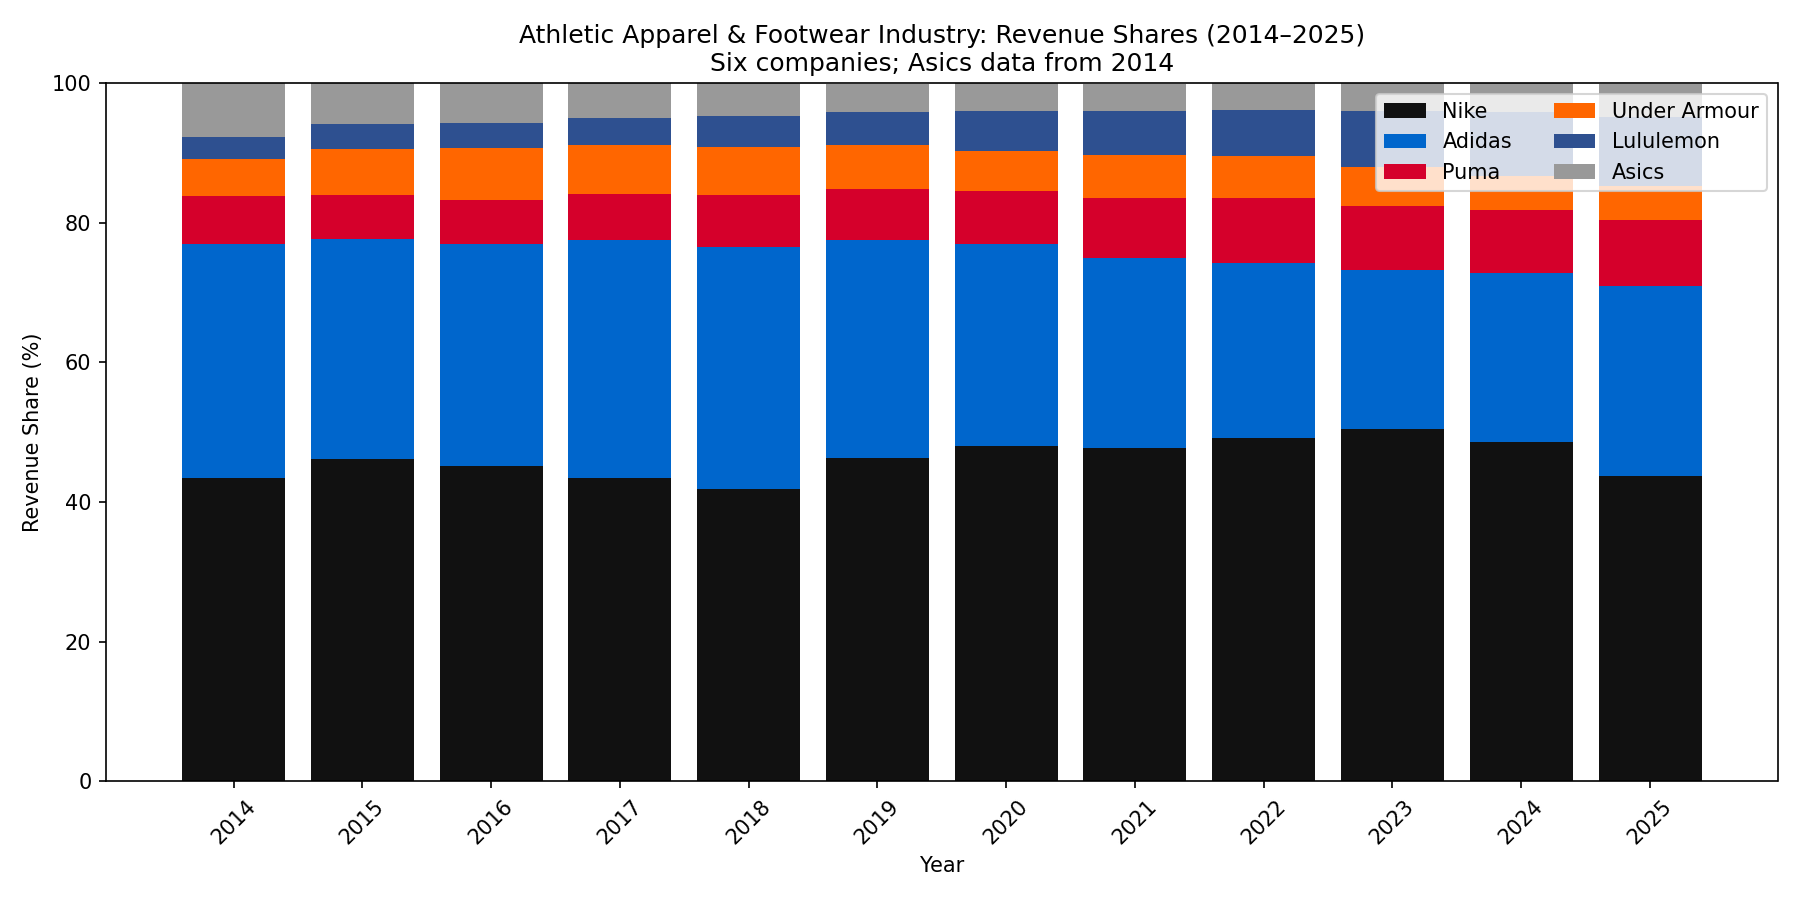 Athletic Apparel & Footwear Industry: Revenue Shares (2014–2025)
Six companies; Asics data from 2014
Revenue Share (%)
100
80
60
40
20
0
Nike
Adidas
Puma
Under Armour
Lululemon
Asics
2014
2015
2016
2017
2018
2019
2020
2021
2022
2023
2024
2025
Year